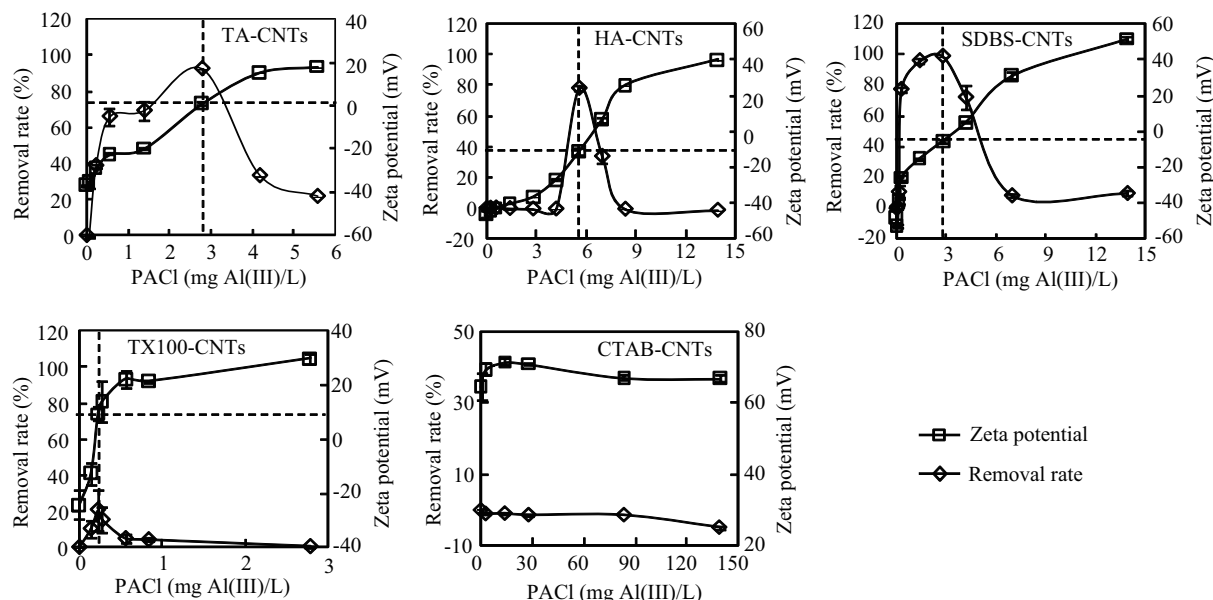 TA-CNTs
Removal rate (%)
120
100
80
60
40
20
0
Zeta potential (mV)
40
20
0
-20
-40
-60
0 1 2 3 4 5 6
PACl (mg Al(III)/L)
HA-CNTs
Removal rate (%)
120
100
80
60
40
20
0
-20
Zeta potential (mV)
60
40
20
0
-20
-40
-60
0 3 6 9 12 15
PACl (mg Al(III)/L)
SDBS-CNTs
Removal rate (%)
120
100
80
60
40
20
0
-20
Zeta potential (mV)
60
40
20
0
-20
-40
-60
0 3 6 9 12 15
PACl (mg Al(III)/L)
TX100-CNTs
Removal rate (%)
120
100
80
60
40
20
0
Zeta potential (mV)
40
20
0
-20
-40
0 1 2 3
PACl (mg Al(III)/L)
CTAB-CNTs
Removal rate (%)
50
30
10
-10
Zeta potential (mV)
80
60
40
20
0 30 60 90 120 150
PACl (mg Al(III)/L)
Zeta potential
Removal rate